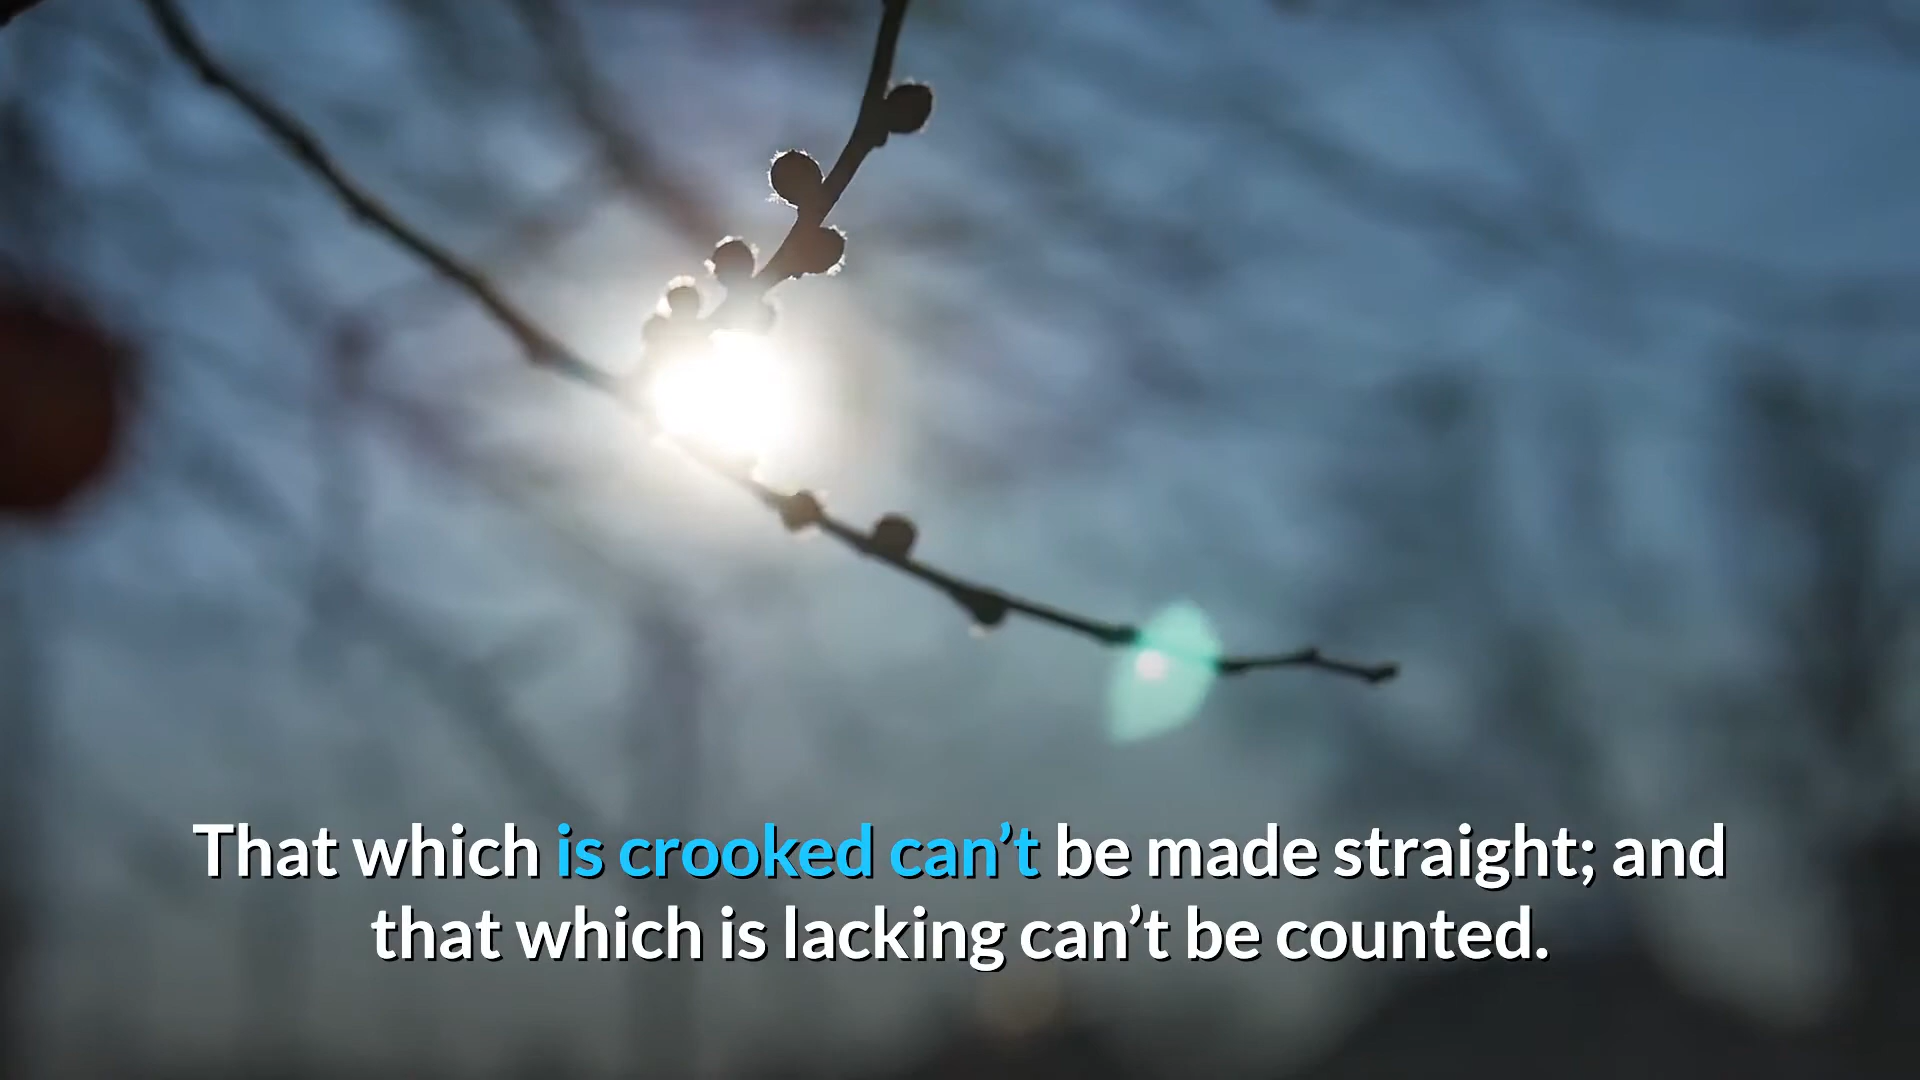 That which is crooked can’t be made straight; and
that which is lacking can’t be counted.